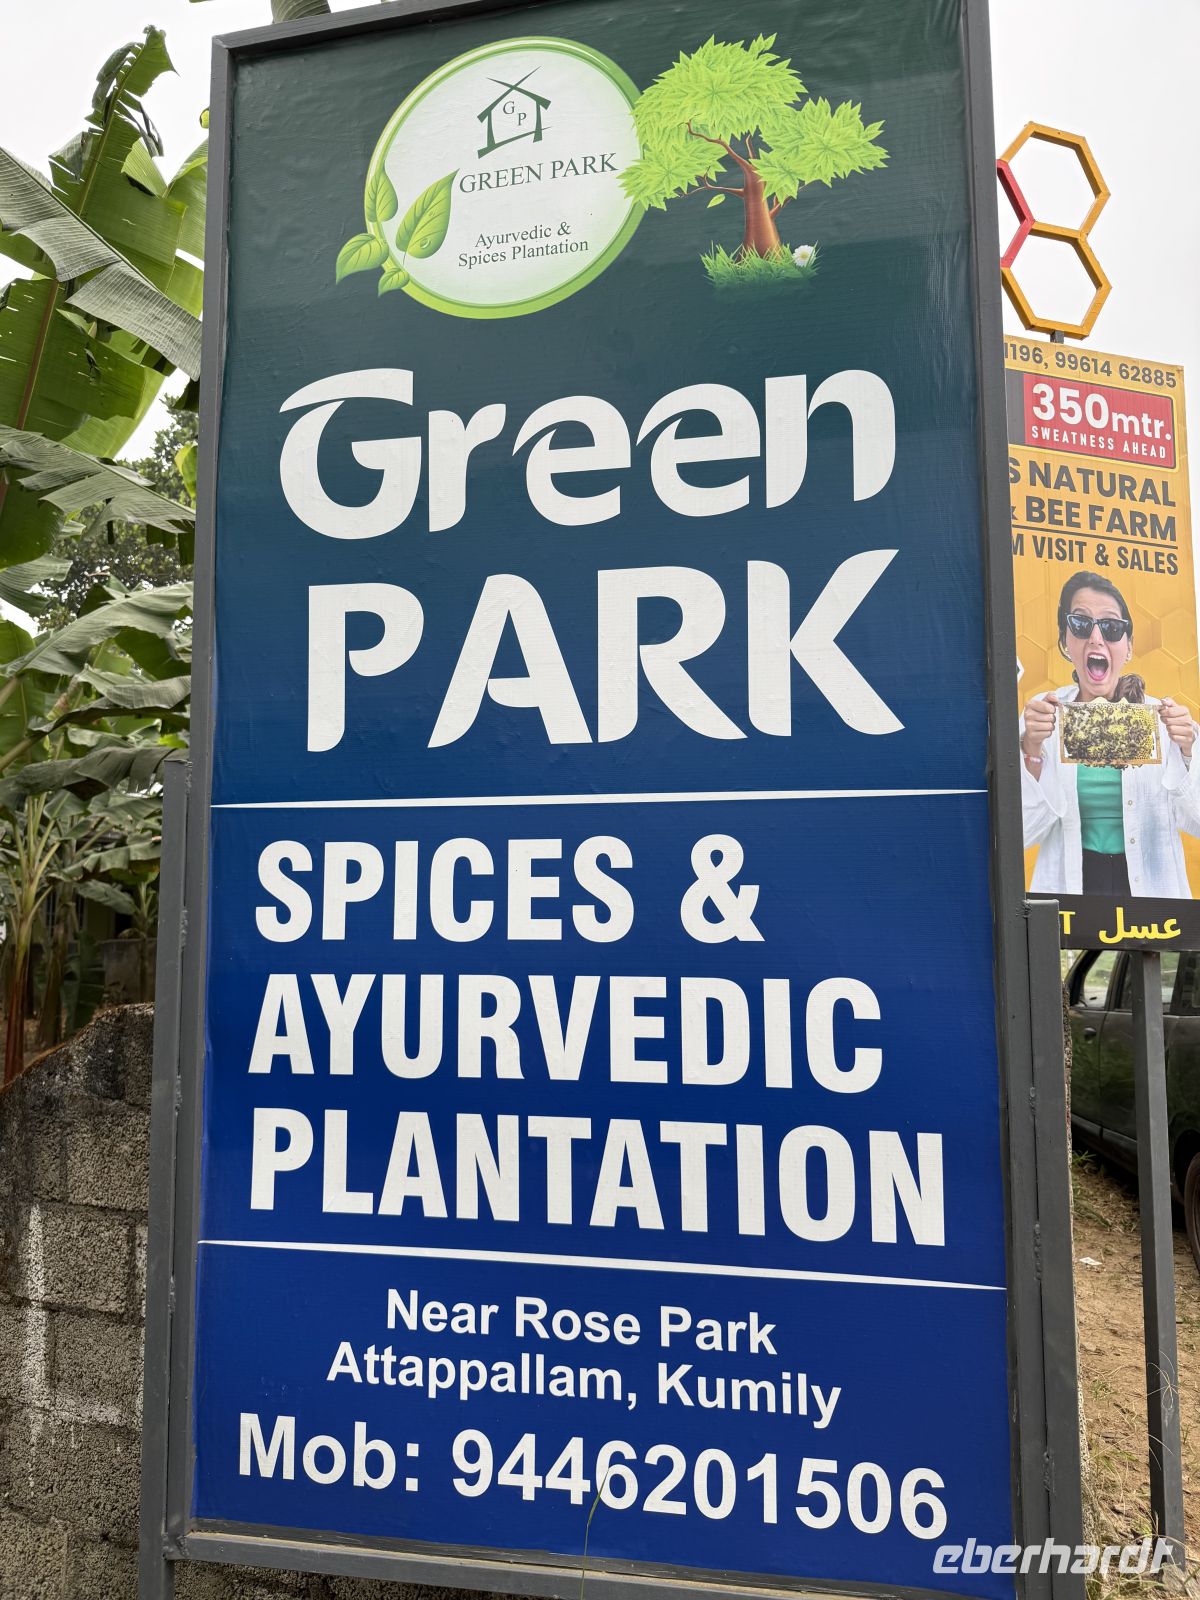 G
P
GREEN PARK
Ayurvedic &
Spices Plantation
Green
PARK
SPICES &
AYURVEDIC
PLANTATION
Near Rose Park
Attappallam, Kumily
Mob: 9446201506
1196, 99614 62885
350mtr.
SWEATNESS AHEAD
S NATURAL
& BEE FARM
M VISIT & SALES
T عسل
eberhardt